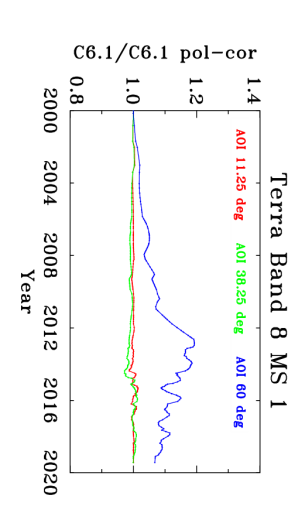 Terra Band 8 MS 1
C6.1/C6.1 pol-cor
1.4
1.2
1.0
0.8
AOI 11.25 deg AOI 38.25 deg AOI 60 deg
2000 2004 2008 2012 2016 2020
Year